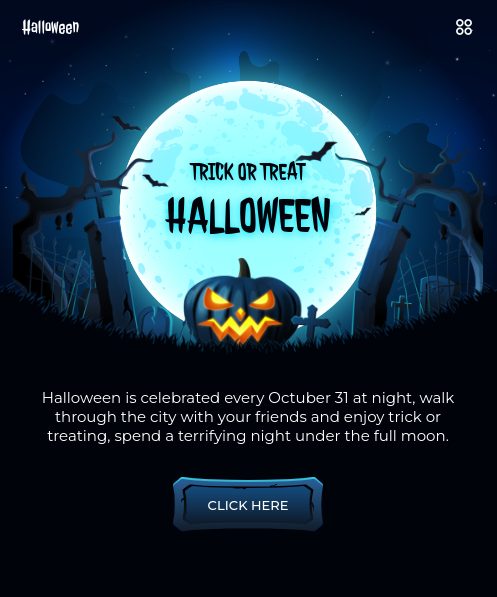 Halloween
TRICK OR TREAT
HALLOWEEN
Halloween is celebrated every Octuber 31 at night, walk
through the city with your friends and enjoy trick or
treating, spend a terrifying night under the full moon.
CLICK HERE